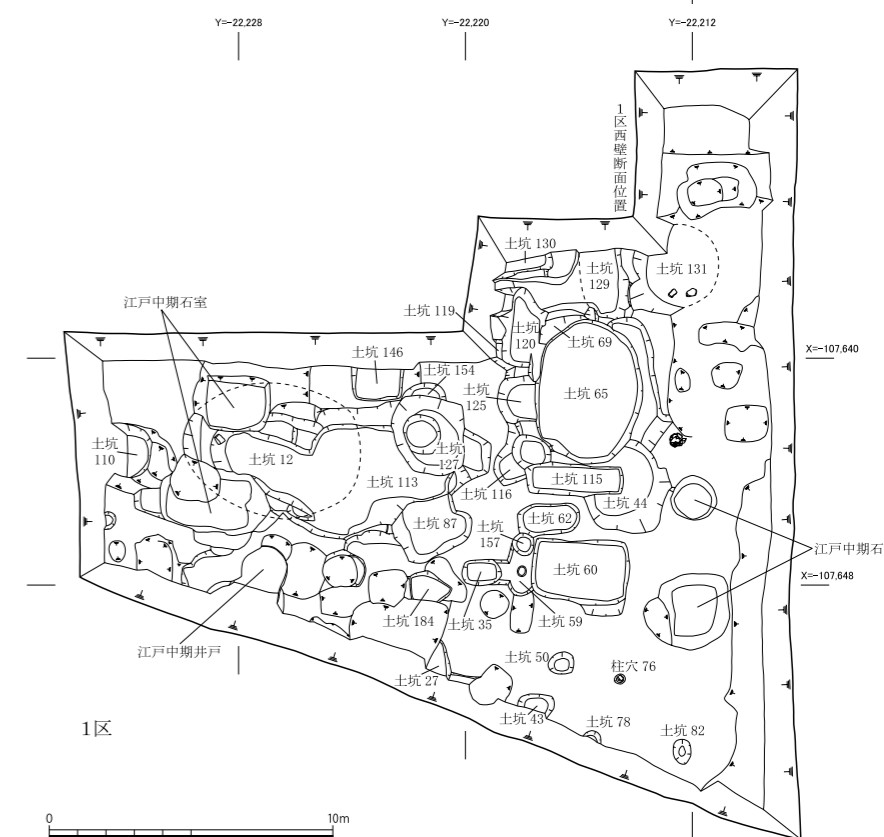 Y=-22,228
Y=-22,220
Y=-22,212
1区西壁断面位置
土坑 130
土坑
129
土坑 131
江戸中期石室
土坑 119
土坑
120
土坑 69
X=-107,640
土坑 146
土坑 154
土坑
125
土坑 65
土坑
110
土坑 12
土坑
127
土坑 113
土坑 116
土坑 115
土坑 44
土坑 87
土坑
157
土坑 62
江戸中期石
土坑 60
X=-107,648
土坑 184
土坑 35
土坑 59
江戸中期井戸
土坑 27
土坑 50
柱穴 76
土坑 43
土坑 78
土坑 82
1区
0
10m